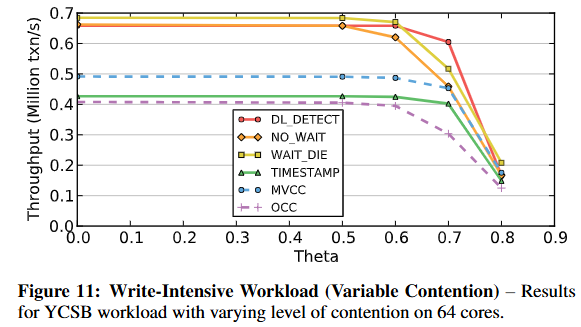 0.7
0.6
0.5
0.4
0.3
0.2
0.1
0.0
Throughput (Million txn/s)
DL_DETECT
NO_WAIT
WAIT_DIE
TIMESTAMP
MVCC
OCC
0.0 0.1 0.2 0.3 0.4 0.5 0.6 0.7 0.8 0.9
Theta
Figure 11: Write-Intensive Workload (Variable Contention) – Results
for YCSB workload with varying level of contention on 64 cores.